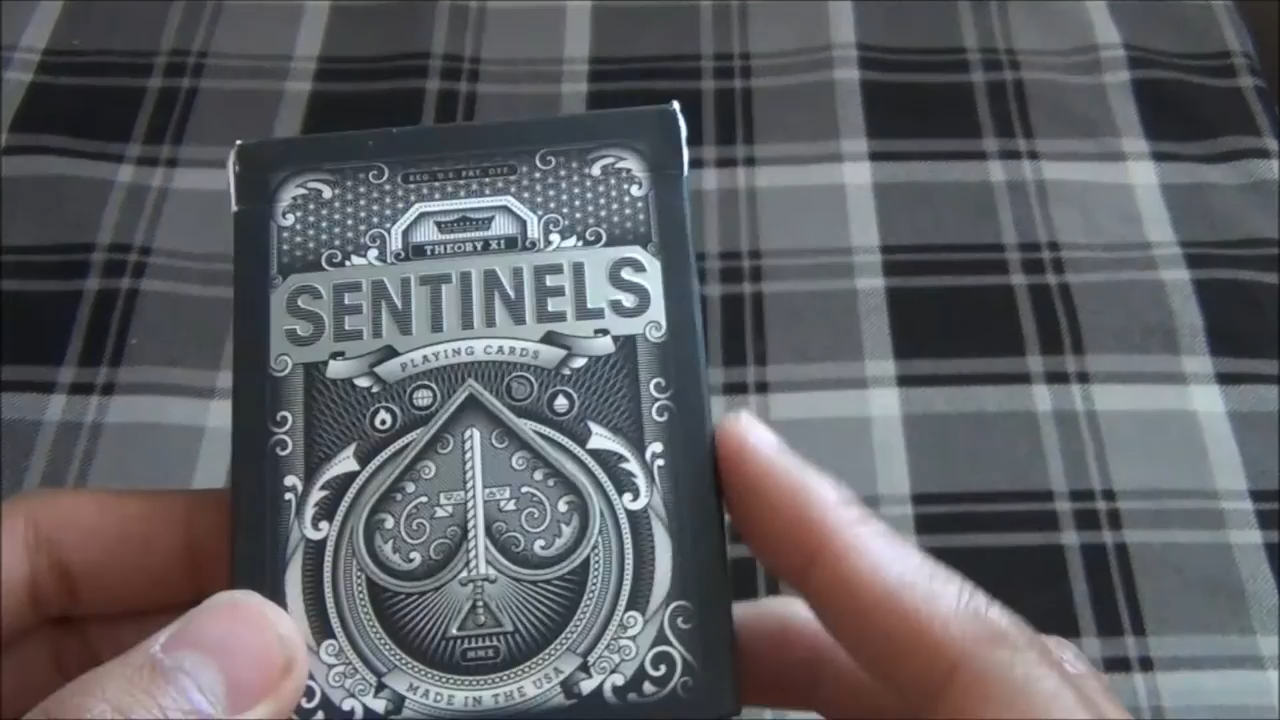 REG. U.S. PAT. OFF.
THEORY XI
SENTINELS
PLAYING CARDS
MMX
MADE IN THE USA